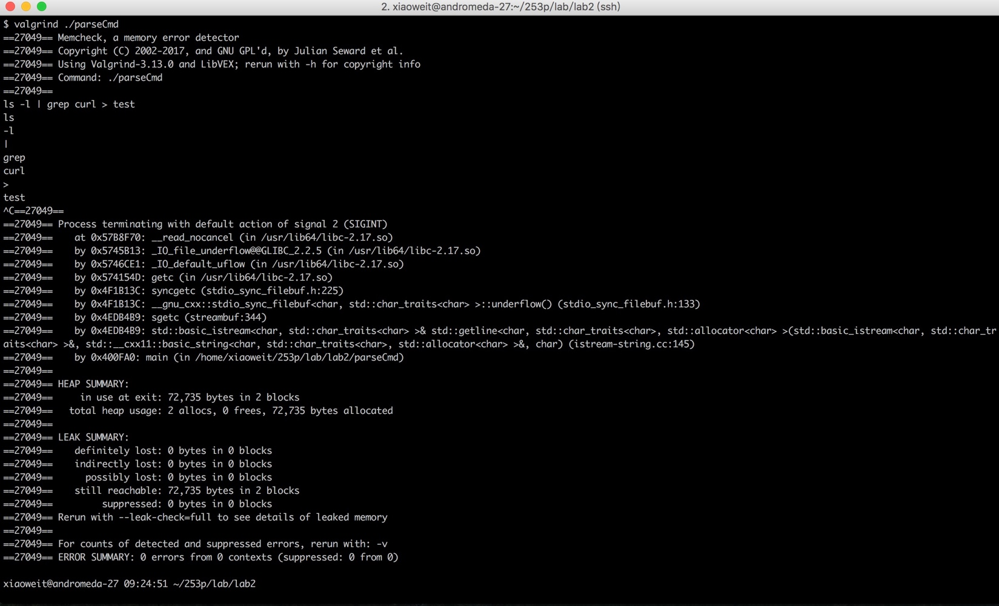 2. xiaoweit@andromeda-27:~/253p/lab/lab2 (ssh)
$ valgrind ./parseCmd
==27049== Memcheck, a memory error detector
==27049== Copyright (C) 2002-2017, and GNU GPL'd, by Julian Seward et al.
==27049== Using Valgrind-3.13.0 and LibVEX; rerun with -h for copyright info
==27049== Command: ./parseCmd
==27049==
ls -l | grep curl > test
ls
-l
|
grep
curl
>
test
^C==27049==
==27049== Process terminating with default action of signal 2 (SIGINT)
==27049==    at 0x57B8F70: __read_nocancel (in /usr/lib64/libc-2.17.so)
==27049==    by 0x5745B13: _IO_file_underflow@@GLIBC_2.2.5 (in /usr/lib64/libc-2.17.so)
==27049==    by 0x5746CE1: _IO_default_uflow (in /usr/lib64/libc-2.17.so)
==27049==    by 0x574154D: getc (in /usr/lib64/libc-2.17.so)
==27049==    by 0x4F1B13C: syncgetc (stdio_sync_filebuf.h:225)
==27049==    by 0x4F1B13C: __gnu_cxx::stdio_sync_filebuf<char, std::char_traits<char> >::underflow() (stdio_sync_filebuf.h:133)
==27049==    by 0x4EDB4B9: sgetc (streambuf:344)
==27049==    by 0x4EDB4B9: std::basic_istream<char, std::char_traits<char> >& std::getline<char, std::char_traits<char>, std::allocator<char> >(std::basic_istream<char, std::char_tr
aits<char> >&, std::__cxx11::basic_string<char, std::char_traits<char>, std::allocator<char> >&, char) (istream-string.cc:145)
==27049==    by 0x400FA0: main (in /home/xiaoweit/253p/lab/lab2/parseCmd)
==27049==
==27049== HEAP SUMMARY:
==27049==     in use at exit: 72,735 bytes in 2 blocks
==27049==   total heap usage: 2 allocs, 0 frees, 72,735 bytes allocated
==27049==
==27049== LEAK SUMMARY:
==27049==    definitely lost: 0 bytes in 0 blocks
==27049==    indirectly lost: 0 bytes in 0 blocks
==27049==      possibly lost: 0 bytes in 0 blocks
==27049==    still reachable: 72,735 bytes in 2 blocks
==27049==         suppressed: 0 bytes in 0 blocks
==27049== Rerun with --leak-check=full to see details of leaked memory
==27049==
==27049== For counts of detected and suppressed errors, rerun with: -v
==27049== ERROR SUMMARY: 0 errors from 0 contexts (suppressed: 0 from 0)
xiaoweit@andromeda-27 09:24:51 ~/253p/lab/lab2